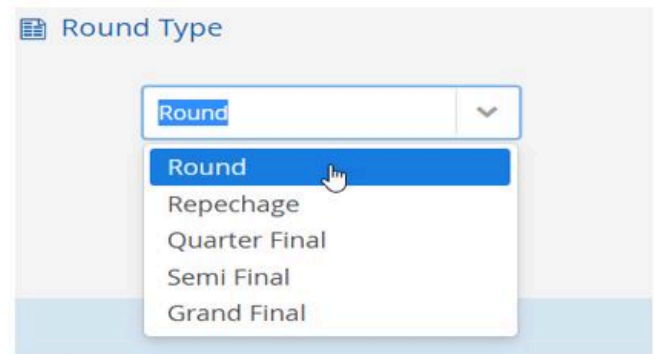 Round Type
Round
Round
Repechage
Quarter Final
Semi Final
Grand Final